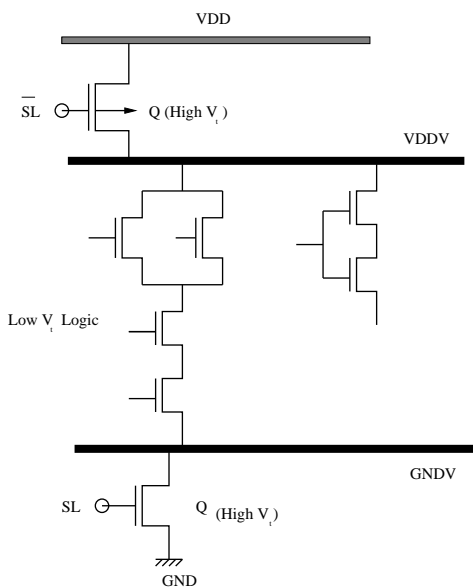 VDD
SL
Q (High Vt)
VDDV
Low Vt Logic
GNDV
SL
Q (High Vt)
GND